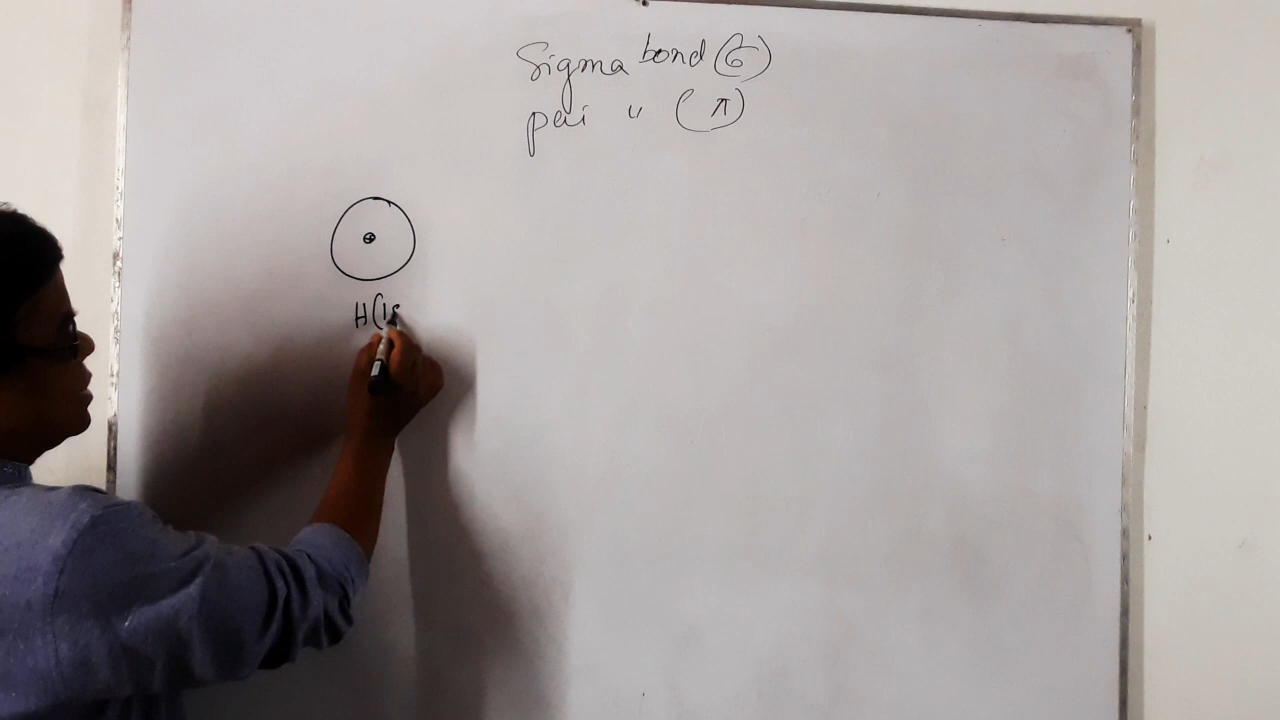 Sigma bond (σ)
pai " (π)
H(1s